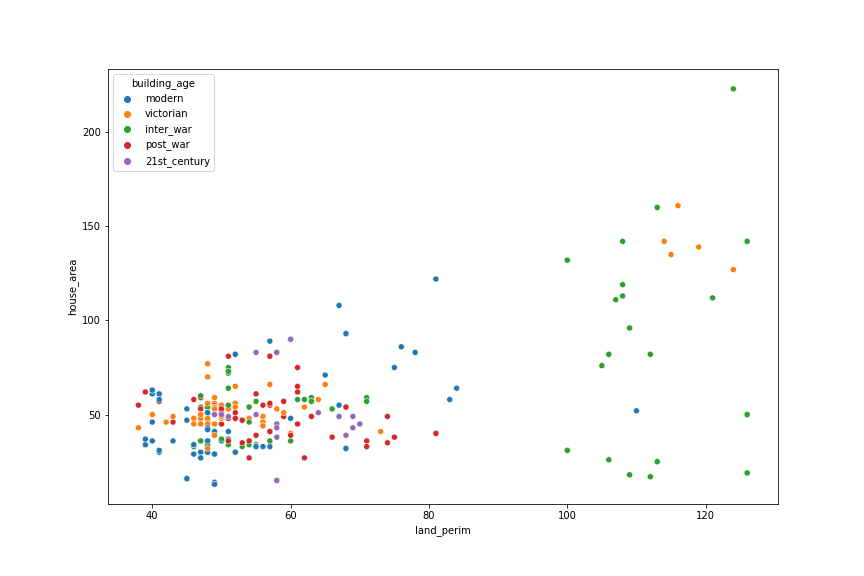 building_age
modern
victorian
inter_war
post_war
21st_century
200
150
100
50
house_area
40
60
80
100
120
land_perim